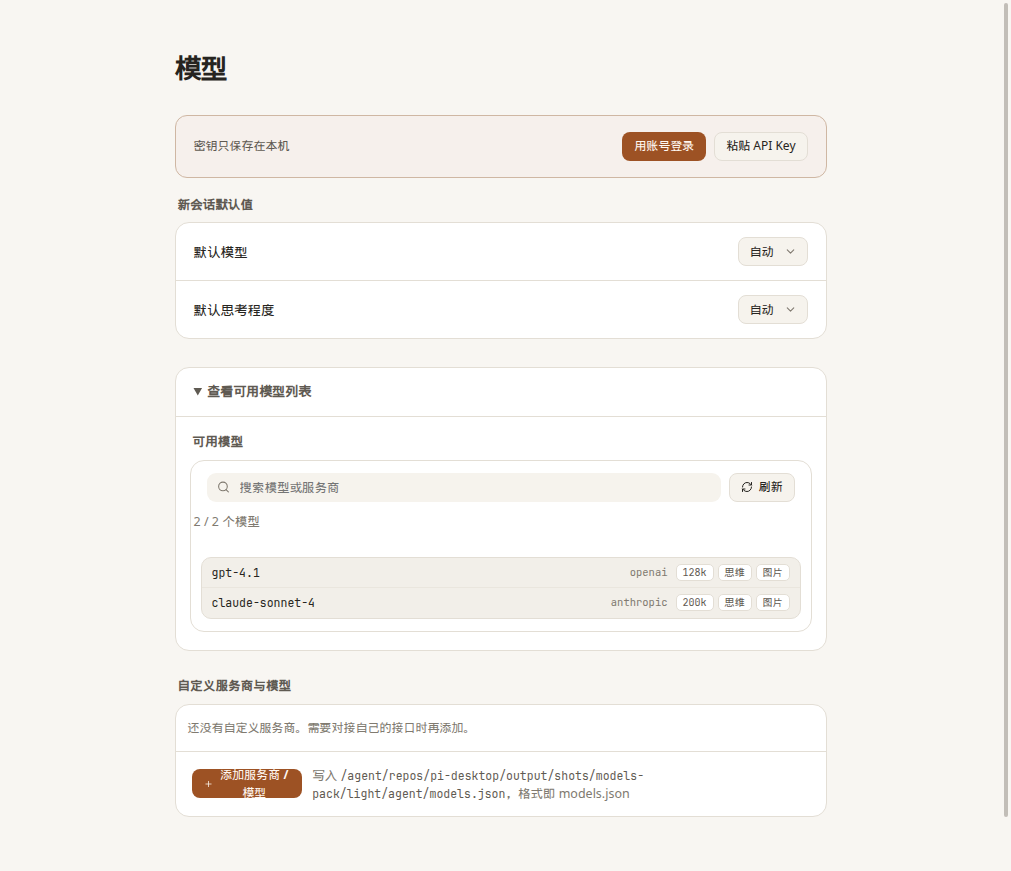 模型
密钥只保存在本机
用账号登录
粘贴 API Key
新会话默认值
默认模型
自动
默认思考程度
自动
▼ 查看可用模型列表
可用模型
搜索模型或服务商
刷新
2 / 2 个模型
gpt-4.1 openai 128k 思维 图片
claude-sonnet-4 anthropic 200k 思维 图片
自定义服务商与模型
还没有自定义服务商。需要对接自己的接口时再添加。
+ 添加服务商 /
模型
写入 /agent/repos/pi-desktop/output/shots/models-
pack/light/agent/models.json，格式即 models.json